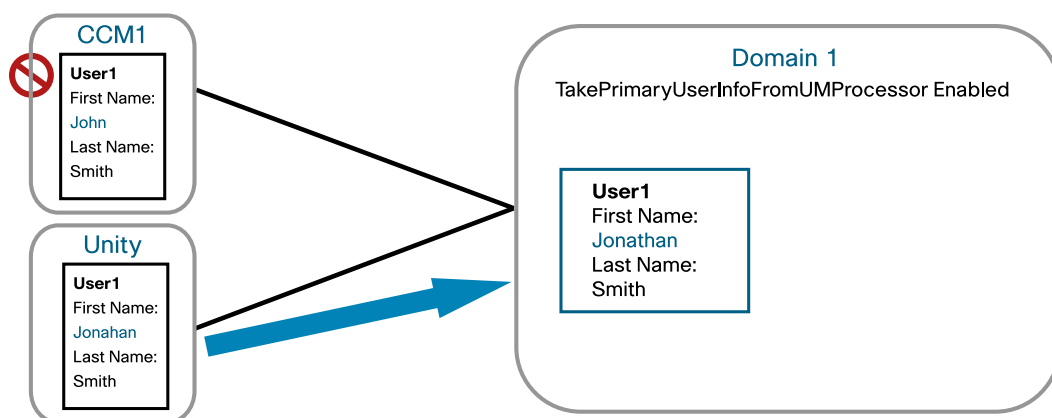 CCM1
User1
First Name:
John
Last Name:
Smith
Unity
User1
First Name:
Jonahan
Last Name:
Smith
Domain 1
TakePrimaryUserInfoFromUMProcessor Enabled
User1
First Name:
Jonathan
Last Name:
Smith